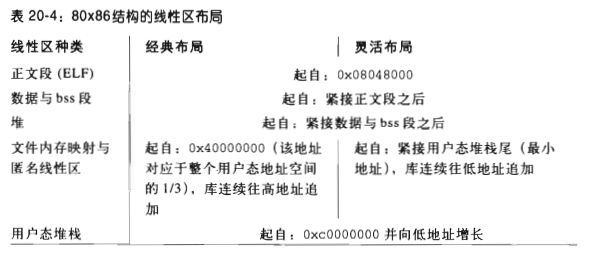 表 20-4：80x86结构的线性区布局
线性区种类 经典布局 灵活布局
正文段 (ELF) 起自：0x08048000
数据与 bss 段 起自：紧接正文段之后
堆 起自：紧接数据与 bss 段之后
文件内存映射与 起自：0x40000000（该地址 起自：紧接用户态堆栈尾（最小
匿名线性区 对应于整个用户态地址空间 地址），库连续往低地址追加
的 1/3），库连续往高地址追
加
用户态堆栈 起自：0xc0000000 并向低地址增长